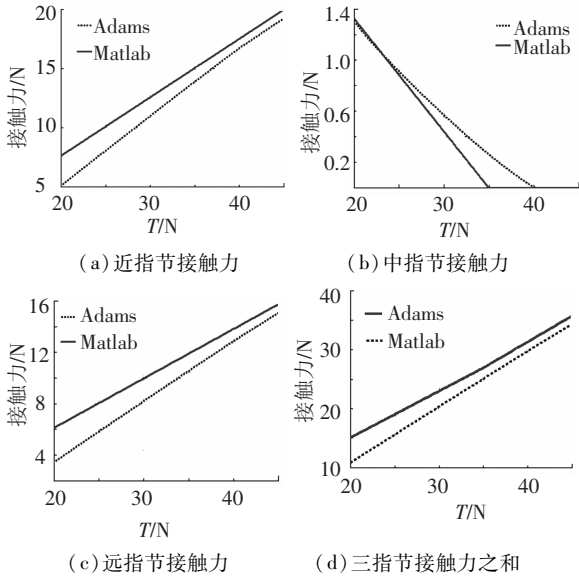 20
15
10
5
接触力/N
Adams
Matlab
20 30 40
T/N
(a)近指节接触力
1.4
1.0
0.6
0.2
接触力/N
Adams
Matlab
20 30 40
T/N
(b)中指节接触力
16
12
8
4
接触力/N
Adams
Matlab
20 30 40
T/N
(c)远指节接触力
40
30
20
10
接触力/N
Adams
Matlab
20 30 40
T/N
(d)三指节接触力之和